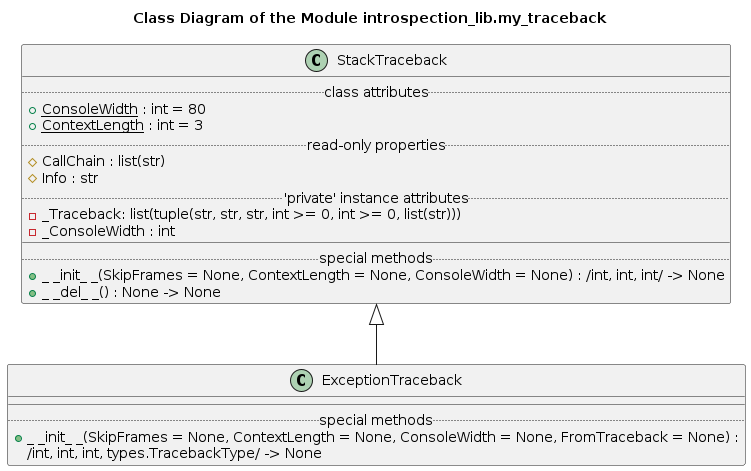 Class Diagram of the Module introspection_lib.my_traceback
C StackTraceback
class attributes
ConsoleWidth : int = 80
ContextLength : int = 3
read-only properties
CallChain : list(str)
Info : str
'private' instance attributes
_Traceback: list(tuple(str, str, str, int >= 0, int >= 0, list(str)))
_ConsoleWidth : int
special methods
_ _init_ _(SkipFrames = None, ContextLength = None, ConsoleWidth = None) : /int, int, int/ -> None
_ _del_ _() : None -> None
C ExceptionTraceback
special methods
_ _init_ _(SkipFrames = None, ContextLength = None, ConsoleWidth = None, FromTraceback = None) :
/int, int, int, types.TracebackType/ -> None